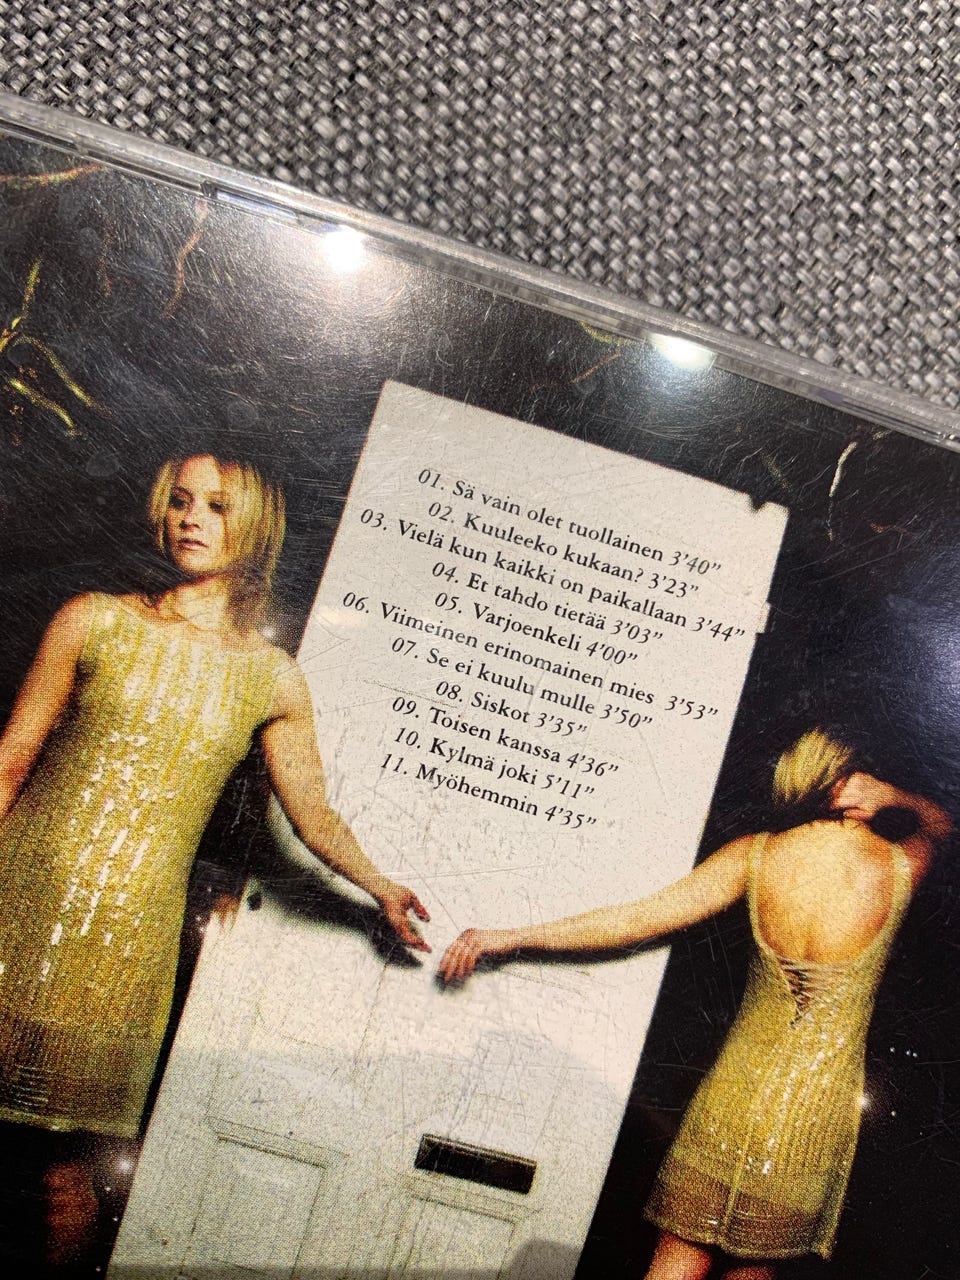 01. Sä vain olet tuollainen 3’40”
02. Kuuleeko kukaan? 3’23”
03. Vielä kun kaikki on paikallaan 3’44”
04. Et tahdo tietää 3’03”
05. Varjoenkeli 4’00”
06. Viimeinen erinomainen mies 3’53”
07. Se ei kuulu mulle 3’50”
08. Siskot 3’35”
09. Toisen kanssa 4’36”
10. Kylmä joki 5’11”
11. Myöhemmin 4’35”